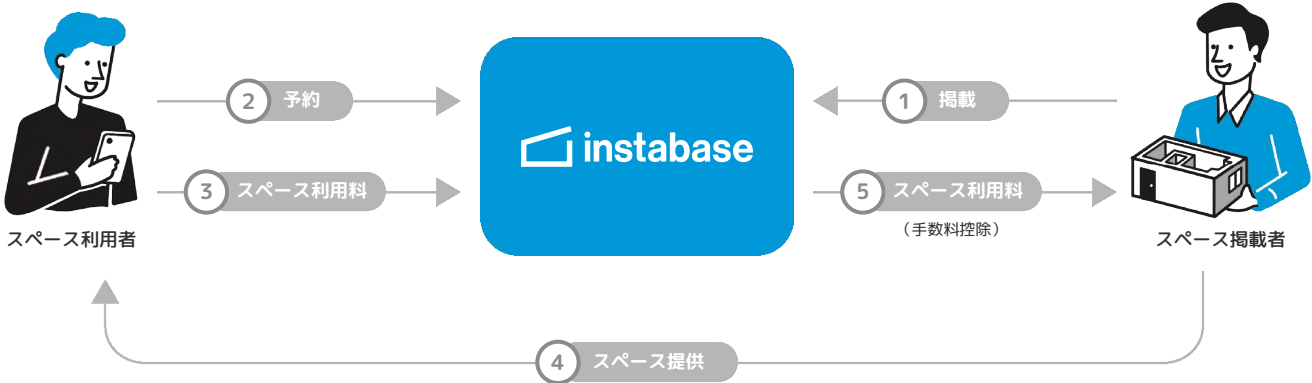 2 予約
1 掲載
instabase
3 スペース利用料
5 スペース利用料
（手数料控除）
スペース利用者
スペース掲載者
4 スペース提供